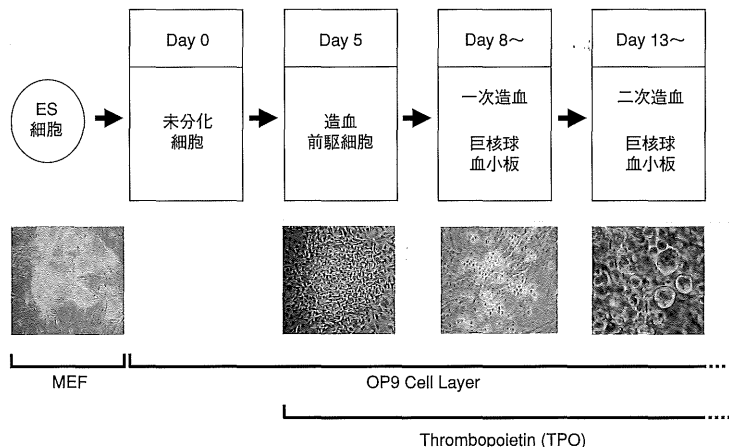 Day 0
Day 5
Day 8～
Day 13～
ES
細胞
未分化
細胞
造血
前駆細胞
一次造血
巨核球
血小板
二次造血
巨核球
血小板
MEF
OP9 Cell Layer
Thrombopoietin (TPO)